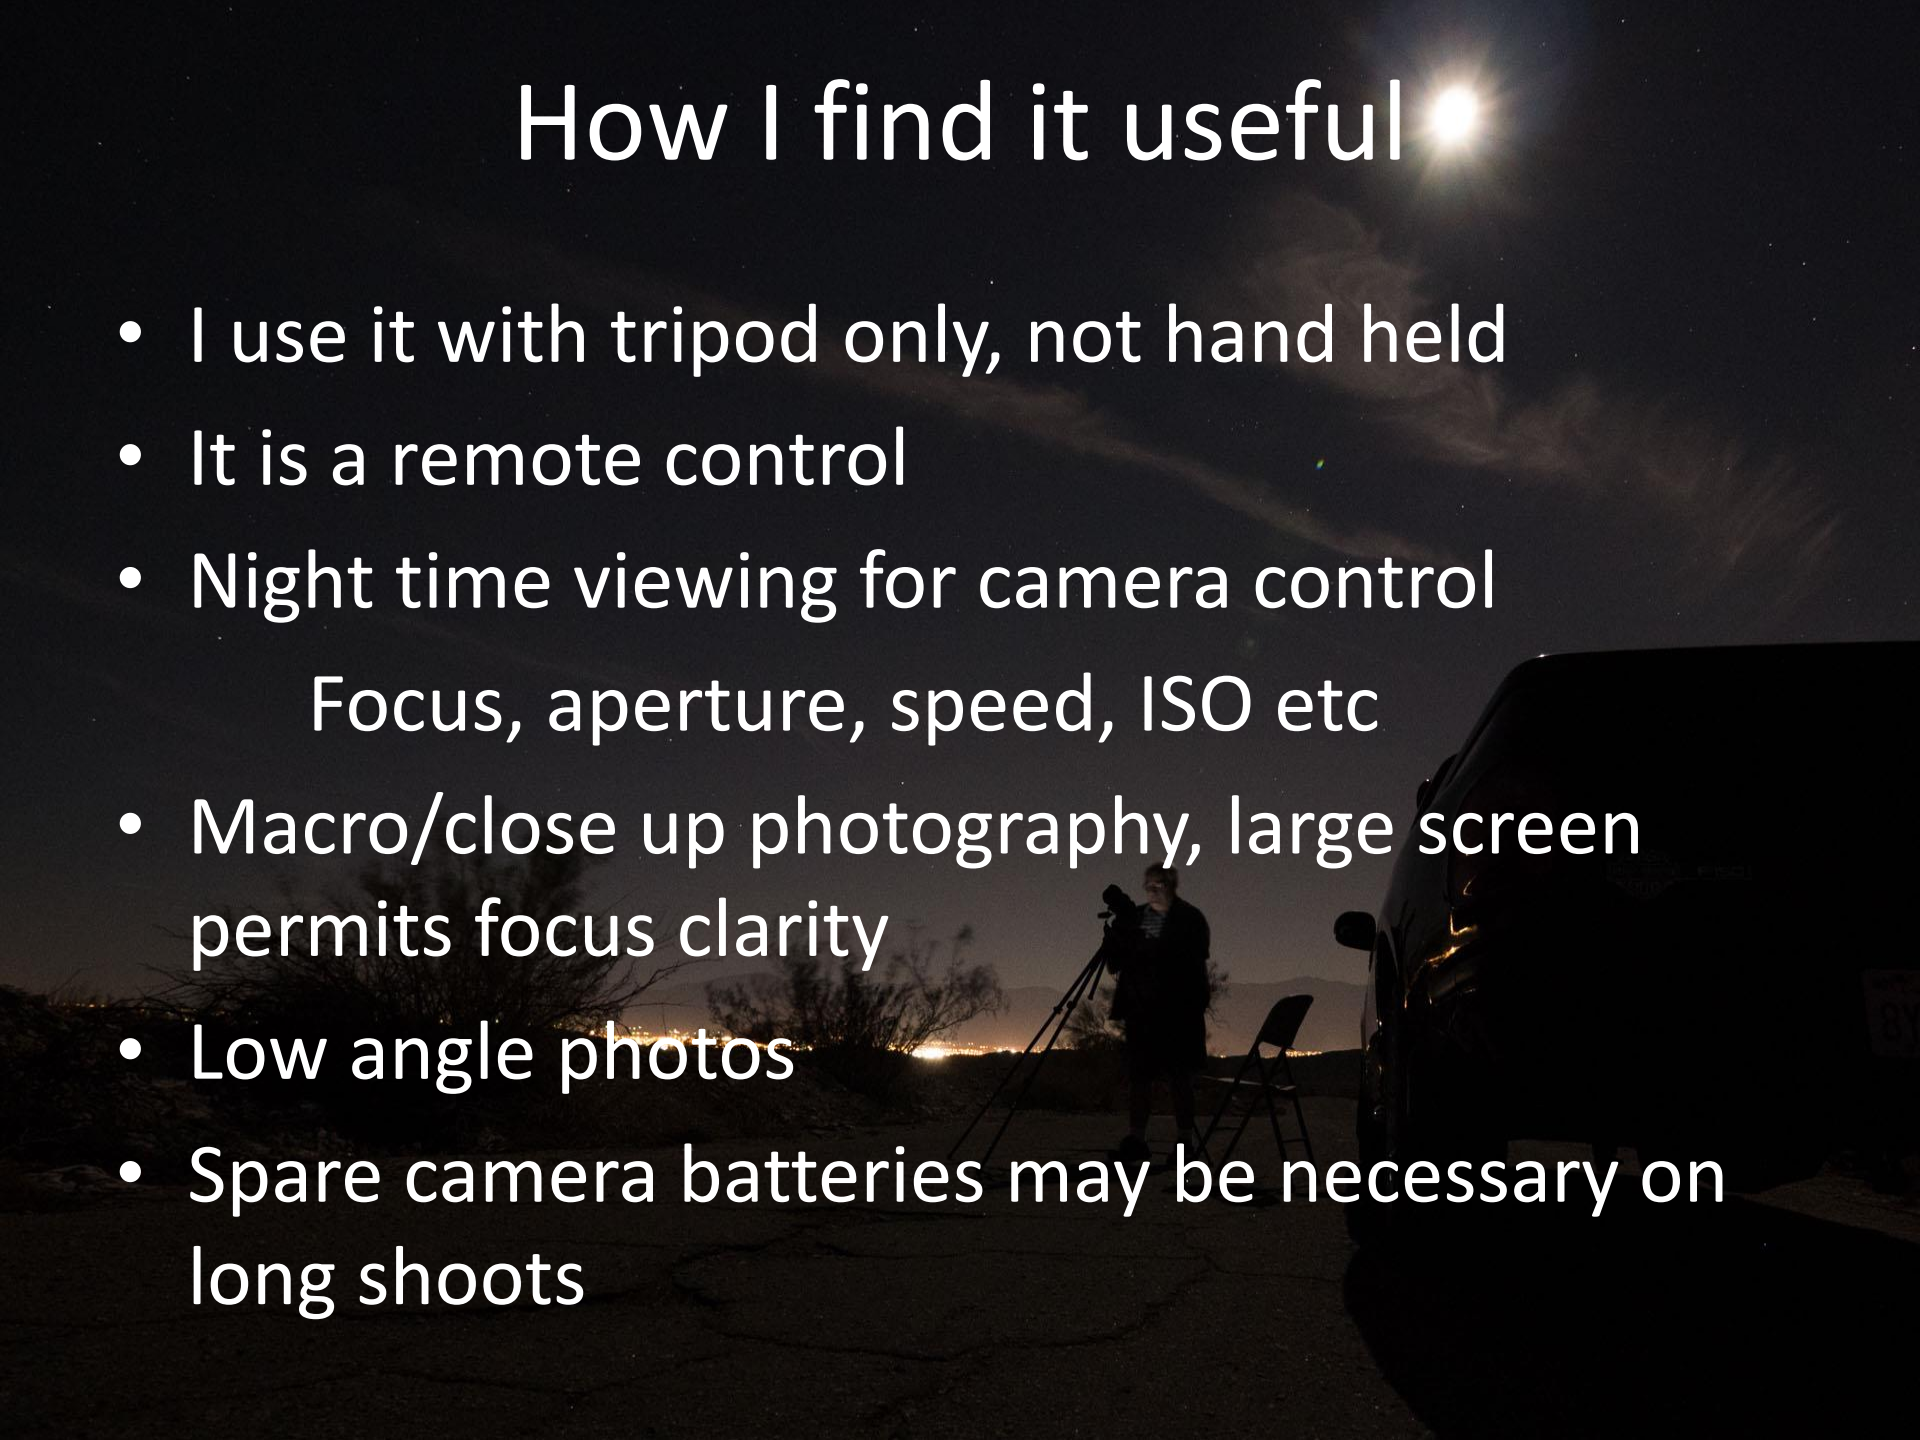 How I find it useful
• I use it with tripod only, not hand held
• It is a remote control
• Night time viewing for camera control
Focus, aperture, speed, ISO etc
• Macro/close up photography, large screen
permits focus clarity
• Low angle photos
• Spare camera batteries may be necessary on
long shoots